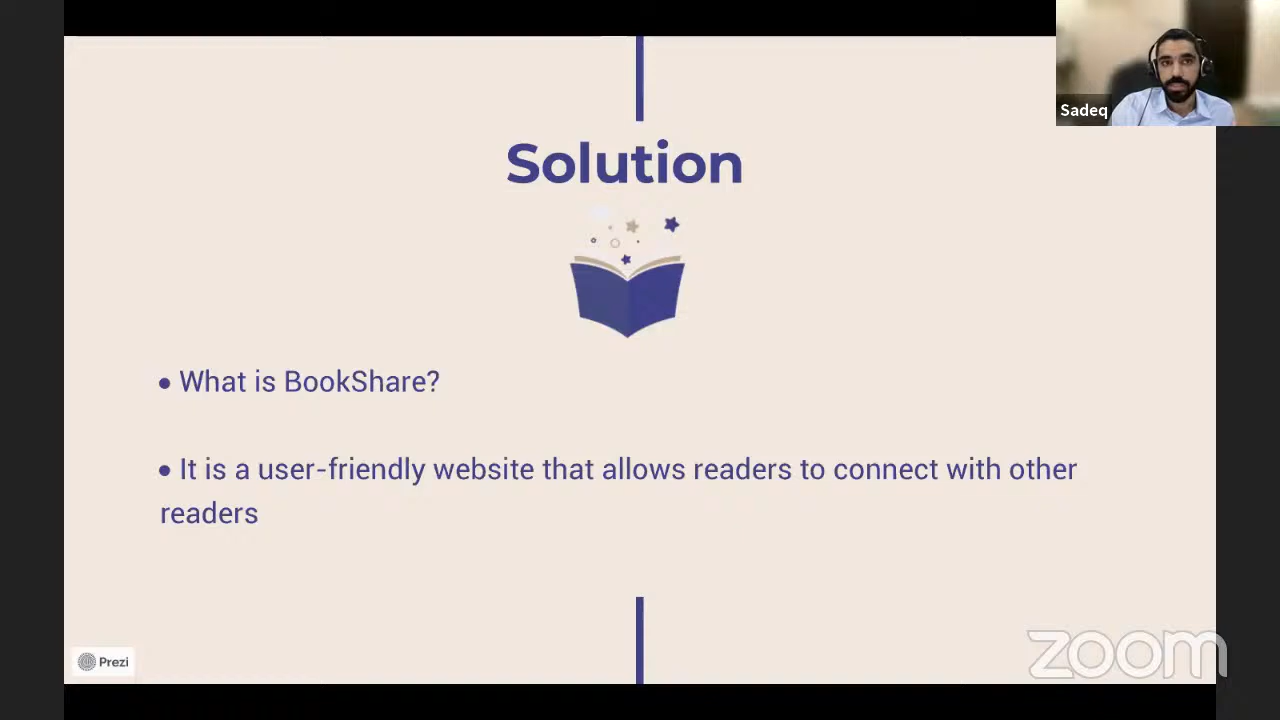 Sadeq
Solution
• What is BookShare?
• It is a user-friendly website that allows readers to connect with other
readers
Prezi
zoom